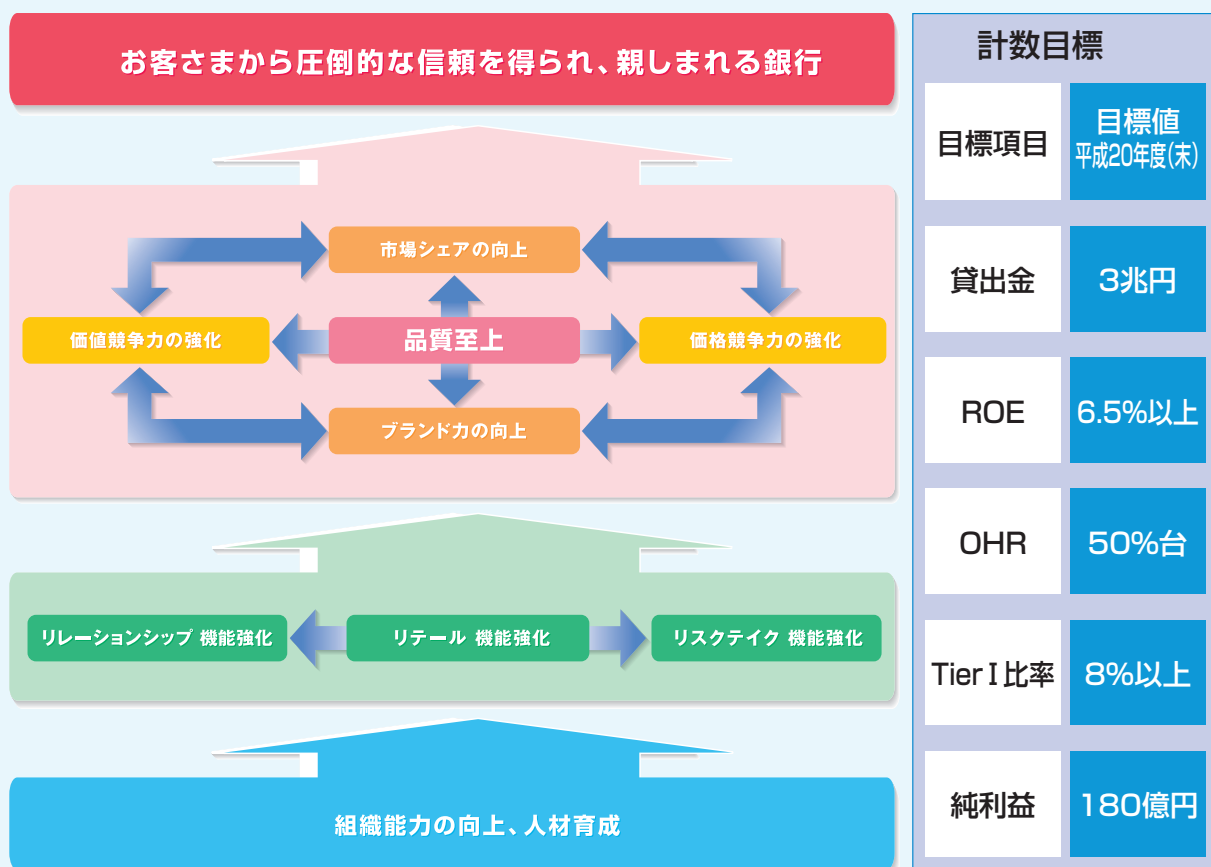 お客さまから圧倒的な信頼を得られ、親しまれる銀行
市場シェアの向上
価値競争力の強化
品質至上
価格競争力の強化
ブランド力の向上
リレーションシップ 機能強化
リテール 機能強化
リスクテイク 機能強化
組織能力の向上、人材育成
計数目標
目標項目
目標値
平成20年度(末)
貸出金
3兆円
ROE
6.5%以上
OHR
50%台
Tier I 比率
8%以上
純利益
180億円